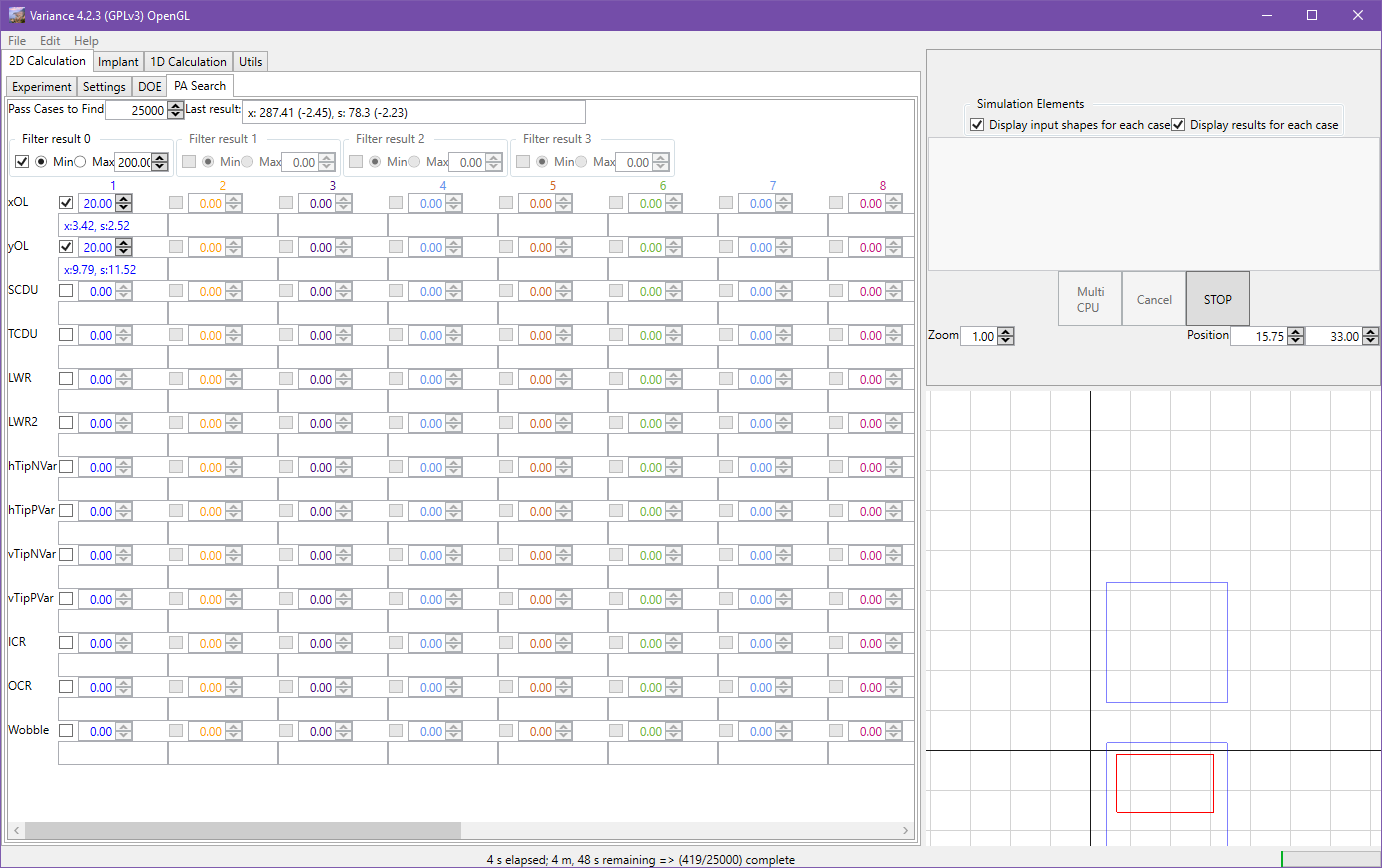 Variance 4.2.3 (GPLv3) OpenGL
File Edit Help
2D Calculation Implant 1D Calculation Utils
Experiment Settings DOE PA Search
Pass Cases to Find 25000 Last result: x: 287.41 (-2.45), s: 78.3 (-2.23)
Filter result 0 Filter result 1 Filter result 2 Filter result 3
Min Max 200.00 Min Max 0.00 Min Max 0.00 Min Max 0.00
1 2 3 4 5 6 7 8
xOL 20.00 0.00 0.00 0.00 0.00 0.00 0.00 0.00
x:3.42, s:2.52
yOL 20.00 0.00 0.00 0.00 0.00 0.00 0.00 0.00
x:9.79, s:11.52
SCDU 0.00 0.00 0.00 0.00 0.00 0.00 0.00 0.00
TCDU 0.00 0.00 0.00 0.00 0.00 0.00 0.00 0.00
LWR 0.00 0.00 0.00 0.00 0.00 0.00 0.00 0.00
LWR2 0.00 0.00 0.00 0.00 0.00 0.00 0.00 0.00
hTipNVar 0.00 0.00 0.00 0.00 0.00 0.00 0.00 0.00
hTipPVar 0.00 0.00 0.00 0.00 0.00 0.00 0.00 0.00
vTipNVar 0.00 0.00 0.00 0.00 0.00 0.00 0.00 0.00
vTipPVar 0.00 0.00 0.00 0.00 0.00 0.00 0.00 0.00
ICR 0.00 0.00 0.00 0.00 0.00 0.00 0.00 0.00
OCR 0.00 0.00 0.00 0.00 0.00 0.00 0.00 0.00
Wobble 0.00 0.00 0.00 0.00 0.00 0.00 0.00 0.00
Simulation Elements
Display input shapes for each case Display results for each case
Multi CPU Cancel STOP
Zoom 1.00 Position 15.75 33.00
4 s elapsed; 4 m, 48 s remaining => (419/25000) complete